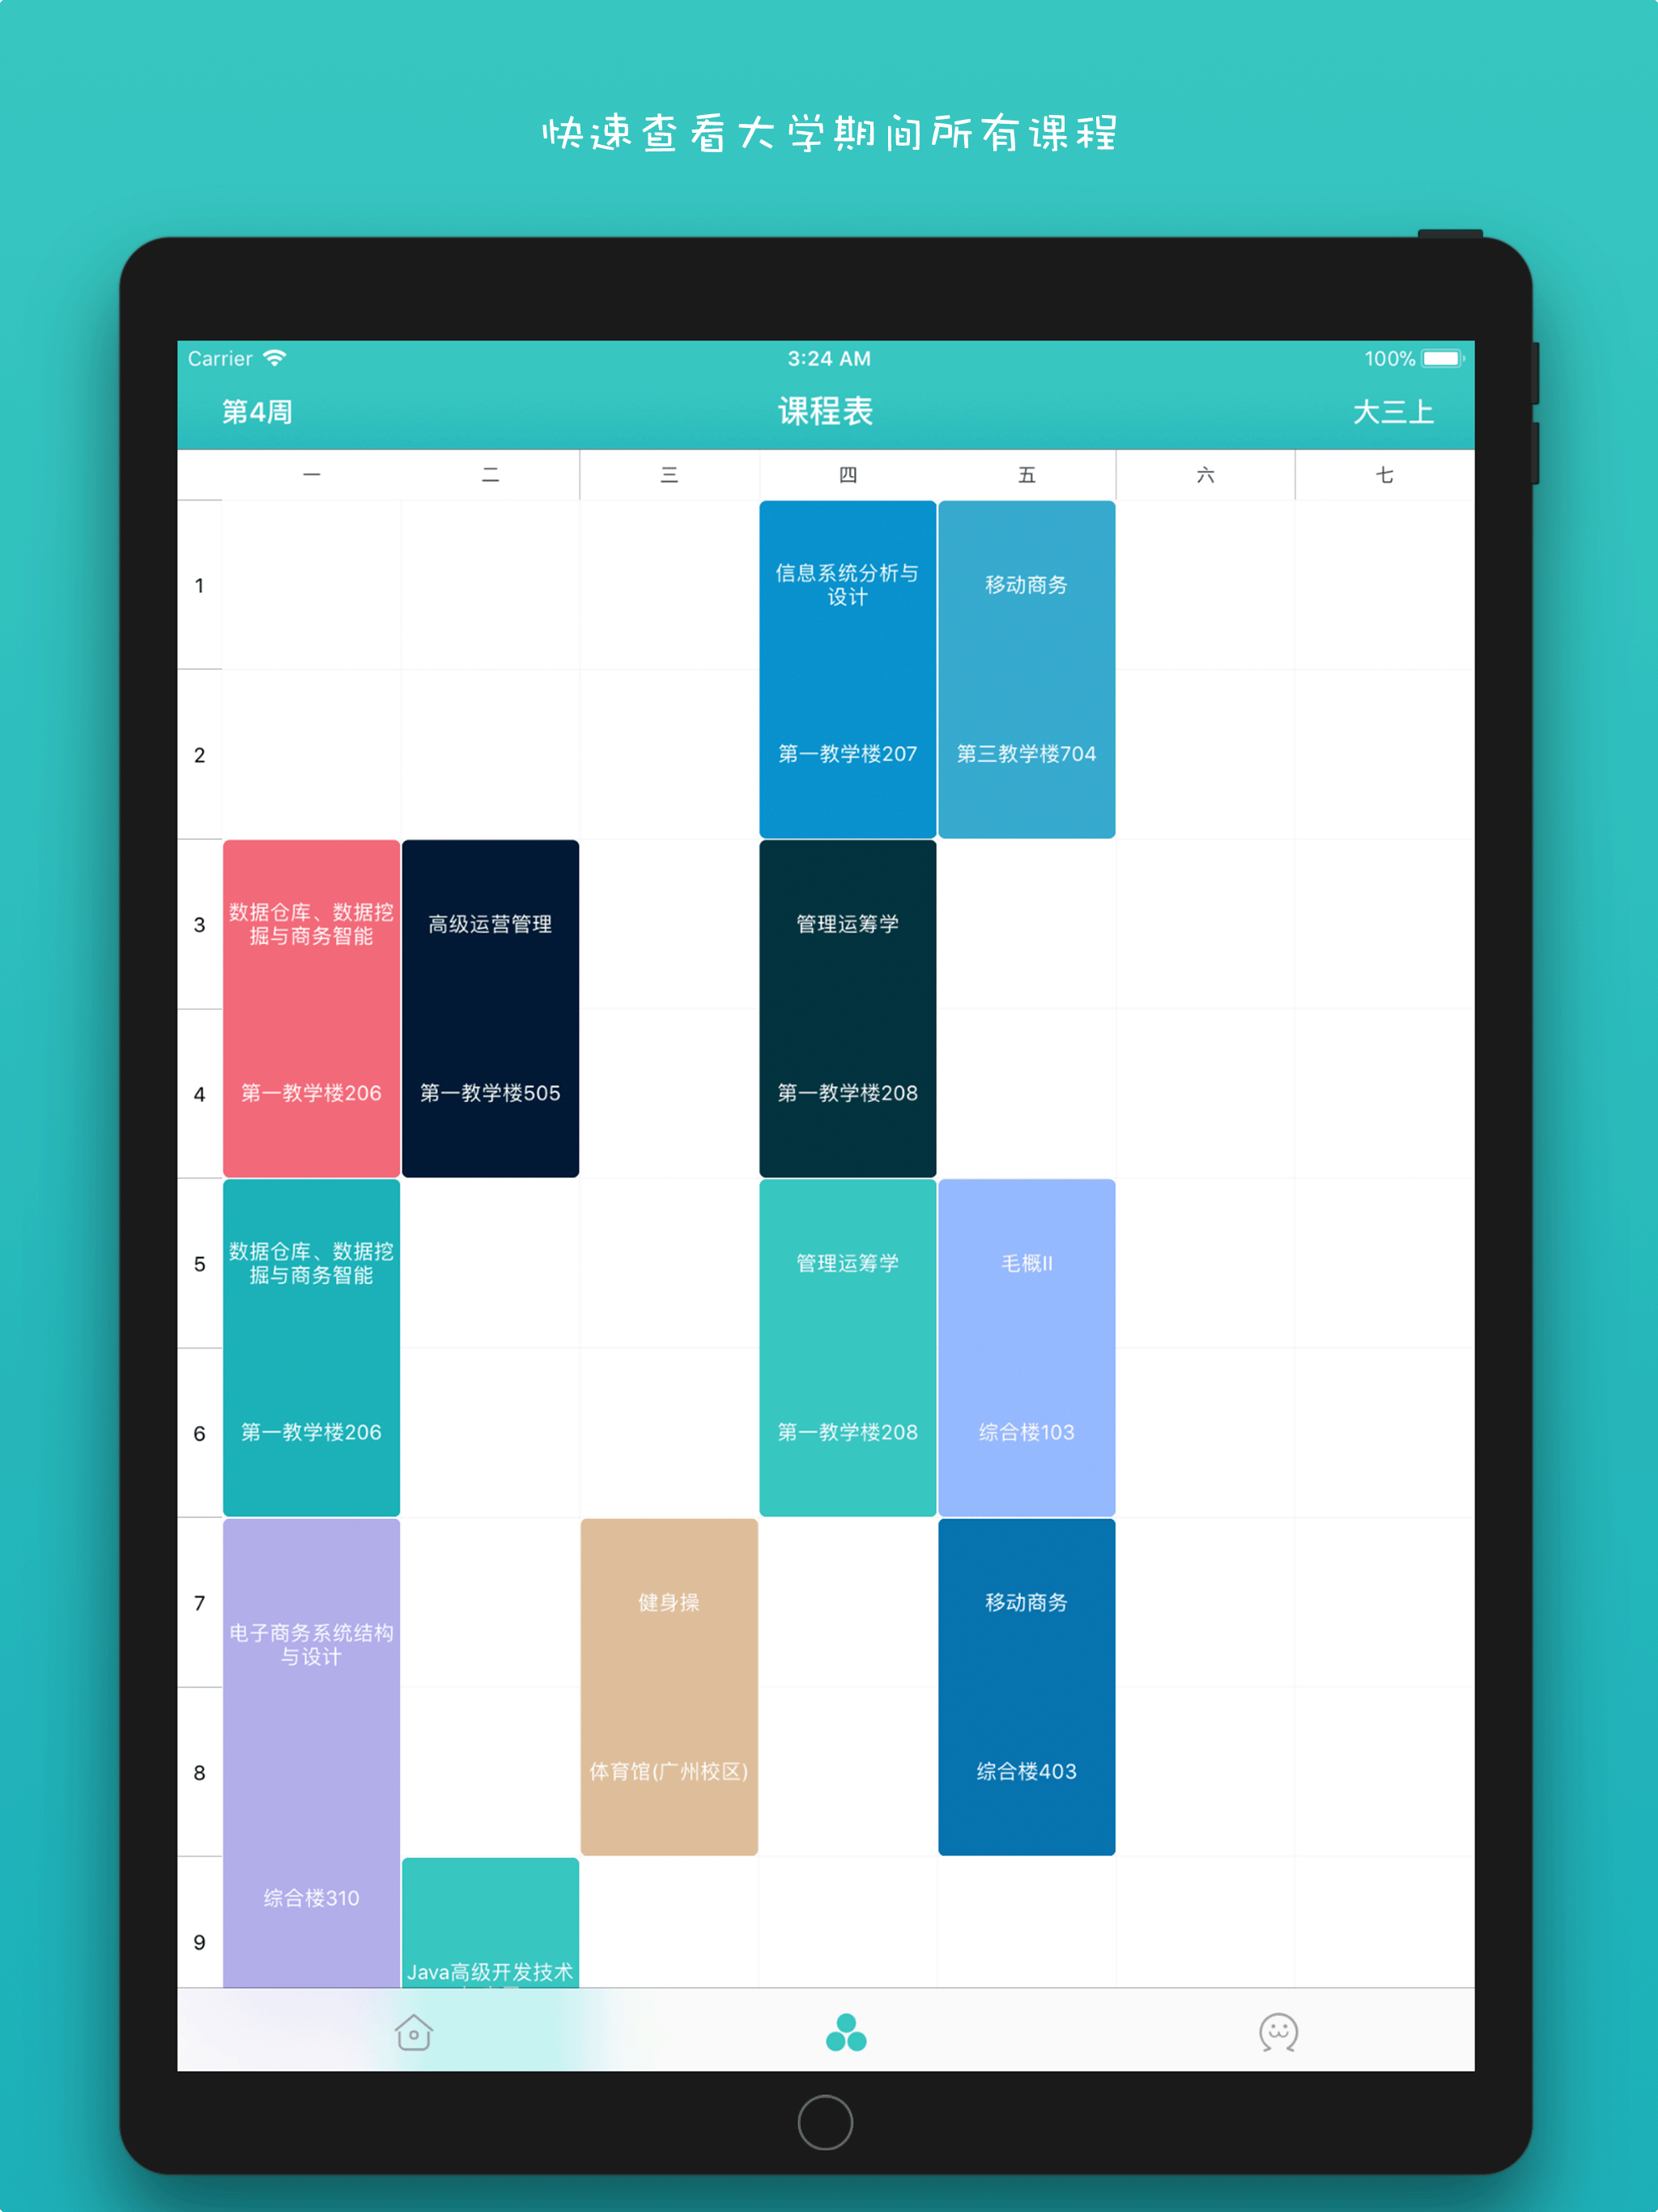 快速查看大学期间所有课程
Carrier 3:24 AM 100%
第4周 课程表 大三上
一 二 三 四 五 六 七
1
信息系统分析与
设计
移动商务
2
第一教学楼207
第三教学楼704
3
数据仓库、数据挖
掘与商务智能
高级运营管理
管理运筹学
4
第一教学楼206
第一教学楼505
第一教学楼208
5
数据仓库、数据挖
掘与商务智能
管理运筹学
毛概II
6
第一教学楼206
第一教学楼208
综合楼103
7
电子商务系统结构
与设计
健身操
移动商务
8
体育馆(广州校区)
综合楼403
综合楼310
9
Java高级开发技术